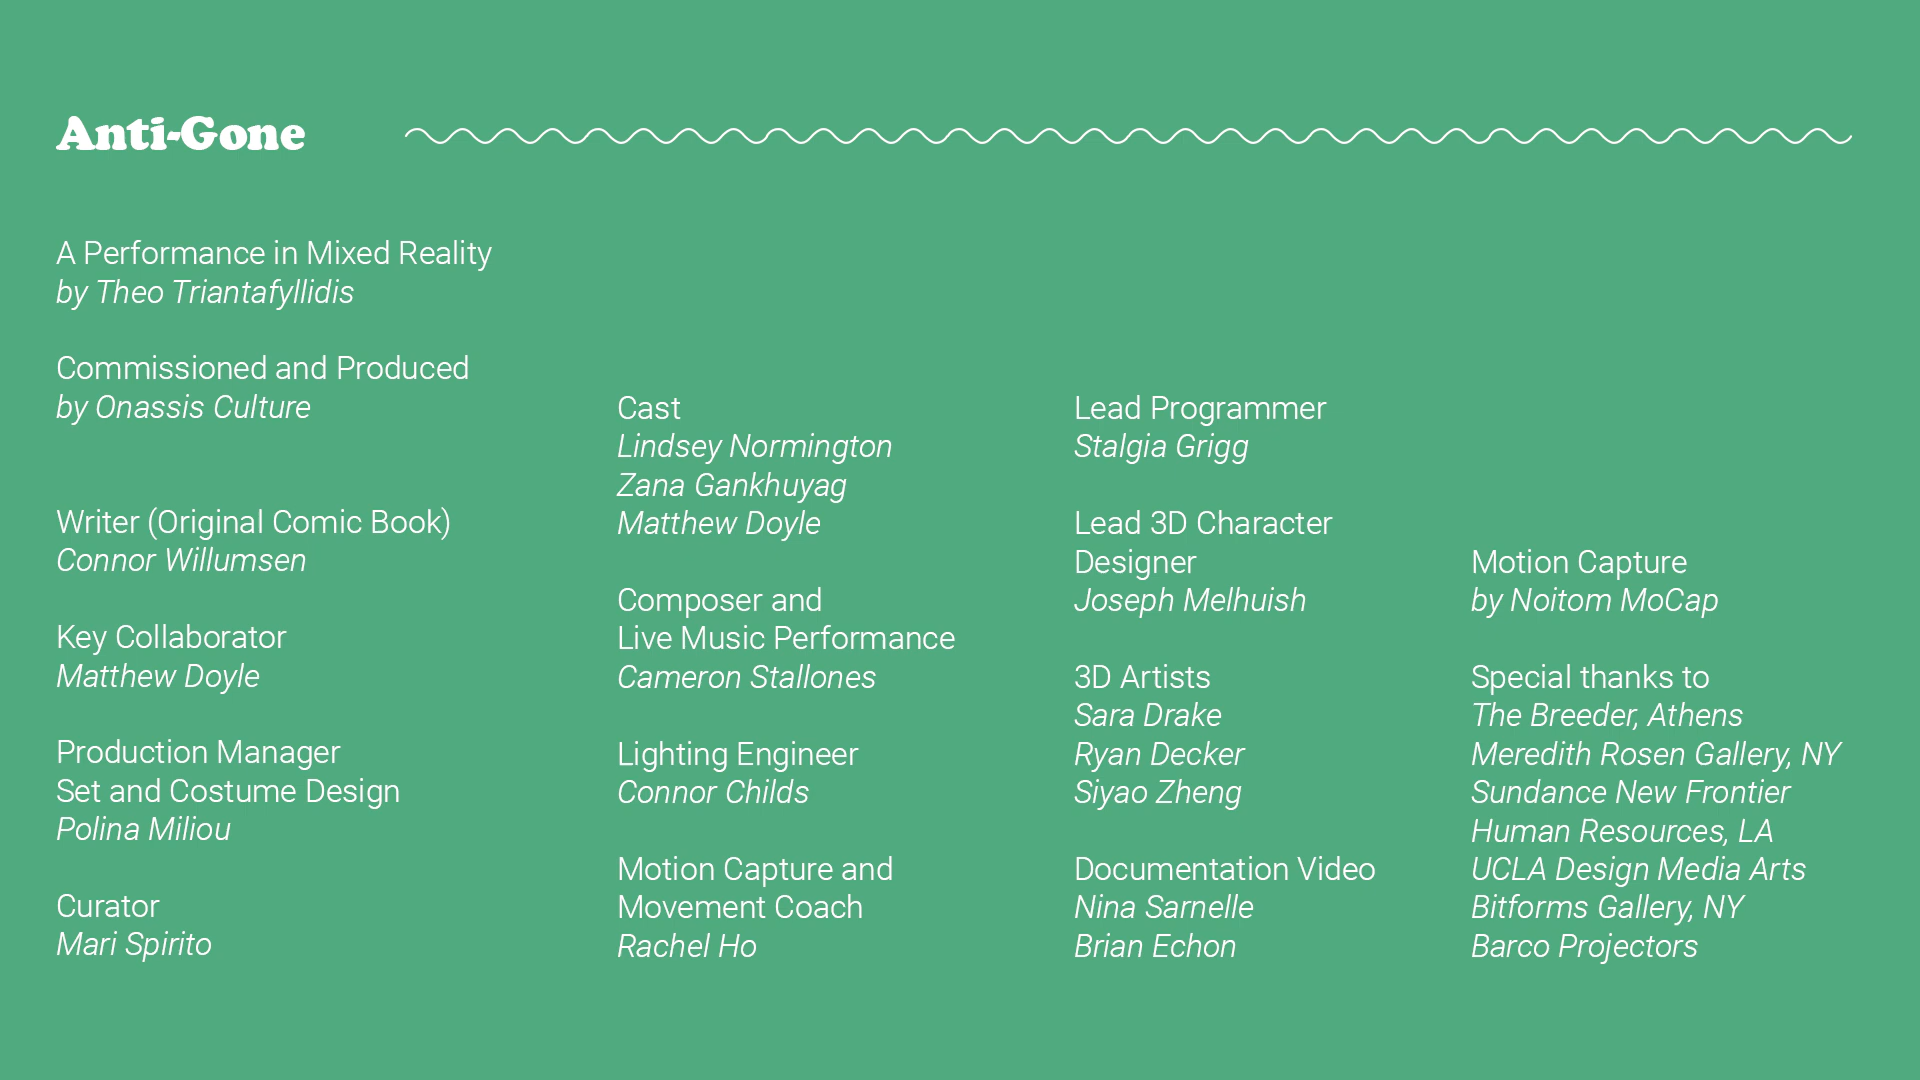 Anti-Gone
A Performance in Mixed Reality
by Theo Triantafyllidis
Commissioned and Produced
by Onassis Culture
Writer (Original Comic Book)
Connor Willumsen
Key Collaborator
Matthew Doyle
Production Manager
Set and Costume Design
Polina Miliou
Curator
Mari Spirito
Cast
Lindsey Normington
Zana Gankhuyag
Matthew Doyle
Composer and
Live Music Performance
Cameron Stallones
Lighting Engineer
Connor Childs
Motion Capture and
Movement Coach
Rachel Ho
Lead Programmer
Stalgia Grigg
Lead 3D Character
Designer
Joseph Melhuish
3D Artists
Sara Drake
Ryan Decker
Siyao Zheng
Documentation Video
Nina Sarnelle
Brian Echon
Motion Capture
by Noitom MoCap
Special thanks to
The Breeder, Athens
Meredith Rosen Gallery, NY
Sundance New Frontier
Human Resources, LA
UCLA Design Media Arts
Bitforms Gallery, NY
Barco Projectors